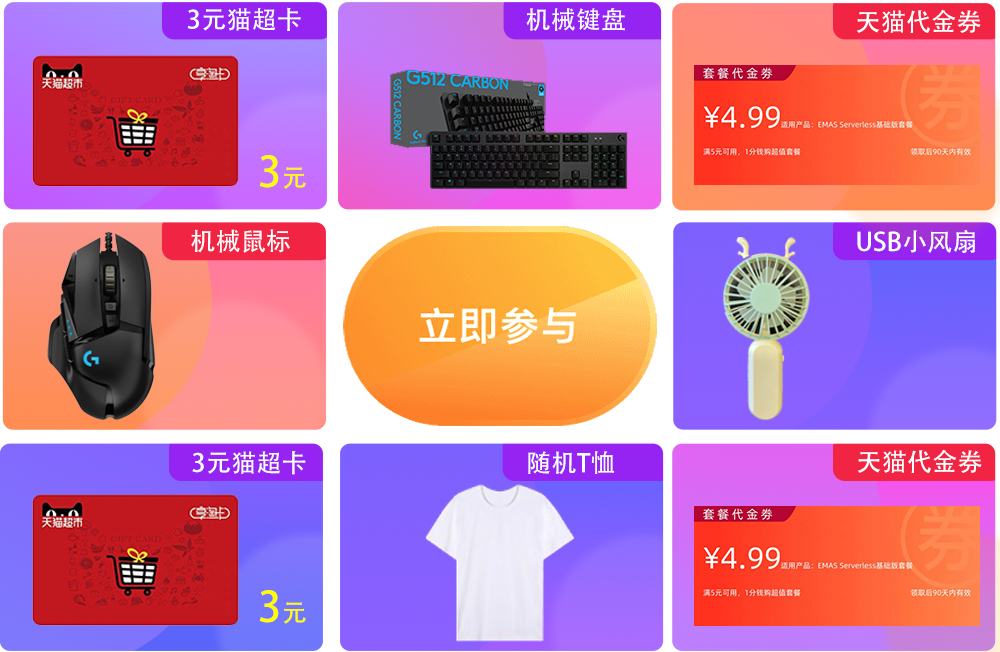 3元猫超卡
天猫超市
享淘卡
GIFT CARD
3元
机械键盘
G512 CARBON
G512 CARBON
天猫代金券
套餐代金券
券
¥4.99适用产品：EMAS Serverless基础版套餐
满5元可用，1分钱购超值套餐
领取后90天内有效
机械鼠标
立即参与
USB小风扇
3元猫超卡
天猫超市
享淘卡
GIFT CARD
3元
随机T恤
天猫代金券
套餐代金券
券
¥4.99适用产品：EMAS Serverless基础版套餐
满5元可用，1分钱购超值套餐
领取后90天内有效